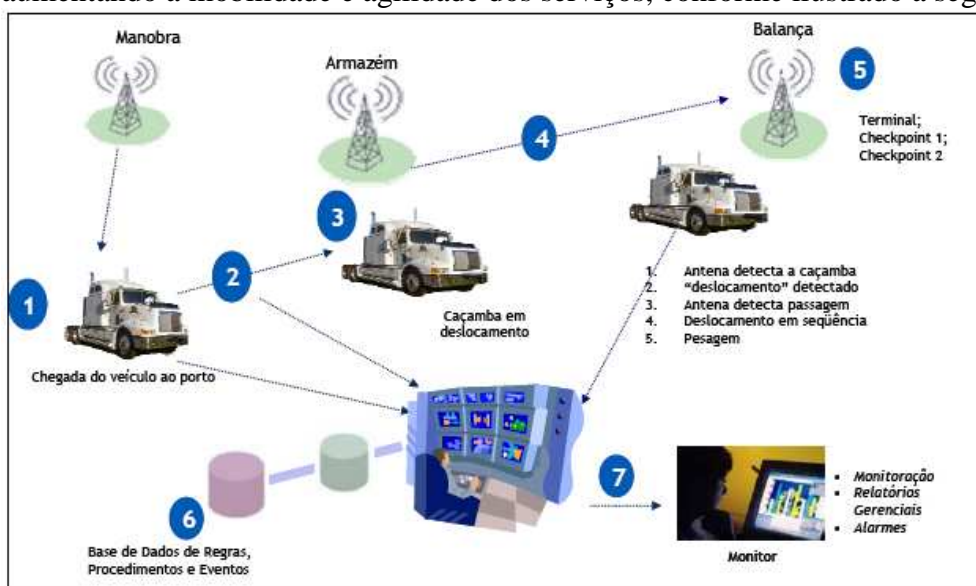 aumentando a mobilidade e agilidade dos serviços, conforme ilustrado a seg
Manobra
Armazém
Balança
5
Terminal;
Checkpoint 1;
Checkpoint 2
4
3
2
1
1. Antena detecta a caçamba
2. “deslocamento” detectado
3. Antena detecta passagem
4. Deslocamento em seqüência
5. Pesagem
Caçamba em
deslocamento
Chegada do veículo ao porto
7
6
• Monitoração
• Relatórios
Gerenciais
• Alarmes
Base de Dados de Regras,
Procedimentos e Eventos
Monitor